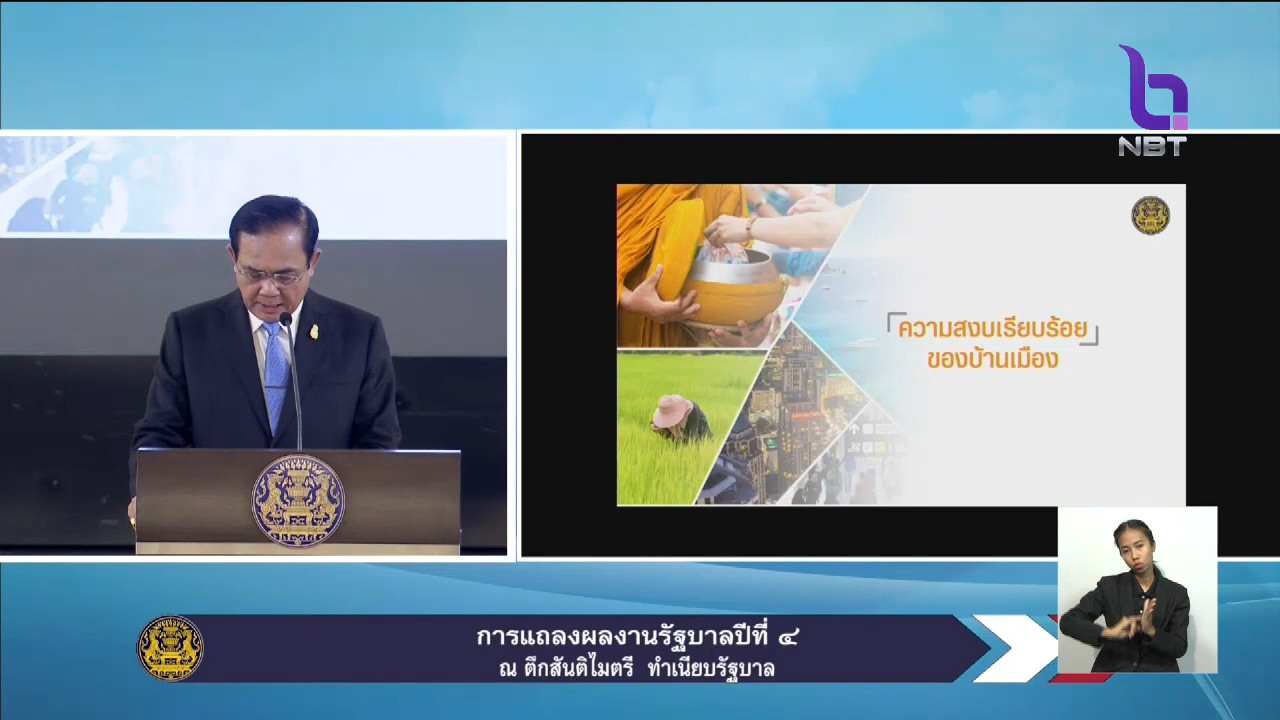 NBT
ความสงบเรียบร้อย
ของบ้านเมือง
การแถลงผลงานรัฐบาลปีที่ ๔
ณ ตึกสันติไมตรี ทำเนียบรัฐบาล